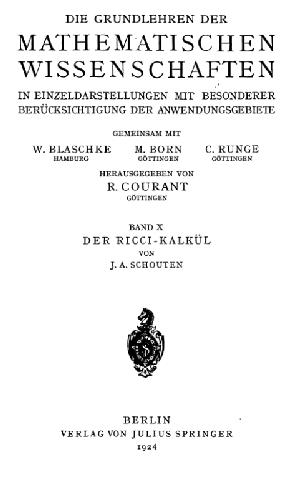 DIE GRUNDLEHREN DER
MATHEMATISCHEN
WISSENSCHAFTEN
IN EINZELDARSTELLUNGEN MIT BESONDERER
BERÜCKSICHTIGUNG DER ANWENDUNGSGEBIETE
GEMEINSAM MIT
W. BLASCHKE M. BORN C. RUNGE
HAMBURG GÖTTINGEN GÖTTINGEN
HERAUSGEGEBEN VON
R. COURANT
GÖTTINGEN
BAND X
DER RICCI-KALKÜL
VON
J. A. SCHOUTEN
BERLIN
VERLAG VON JULIUS SPRINGER
1924